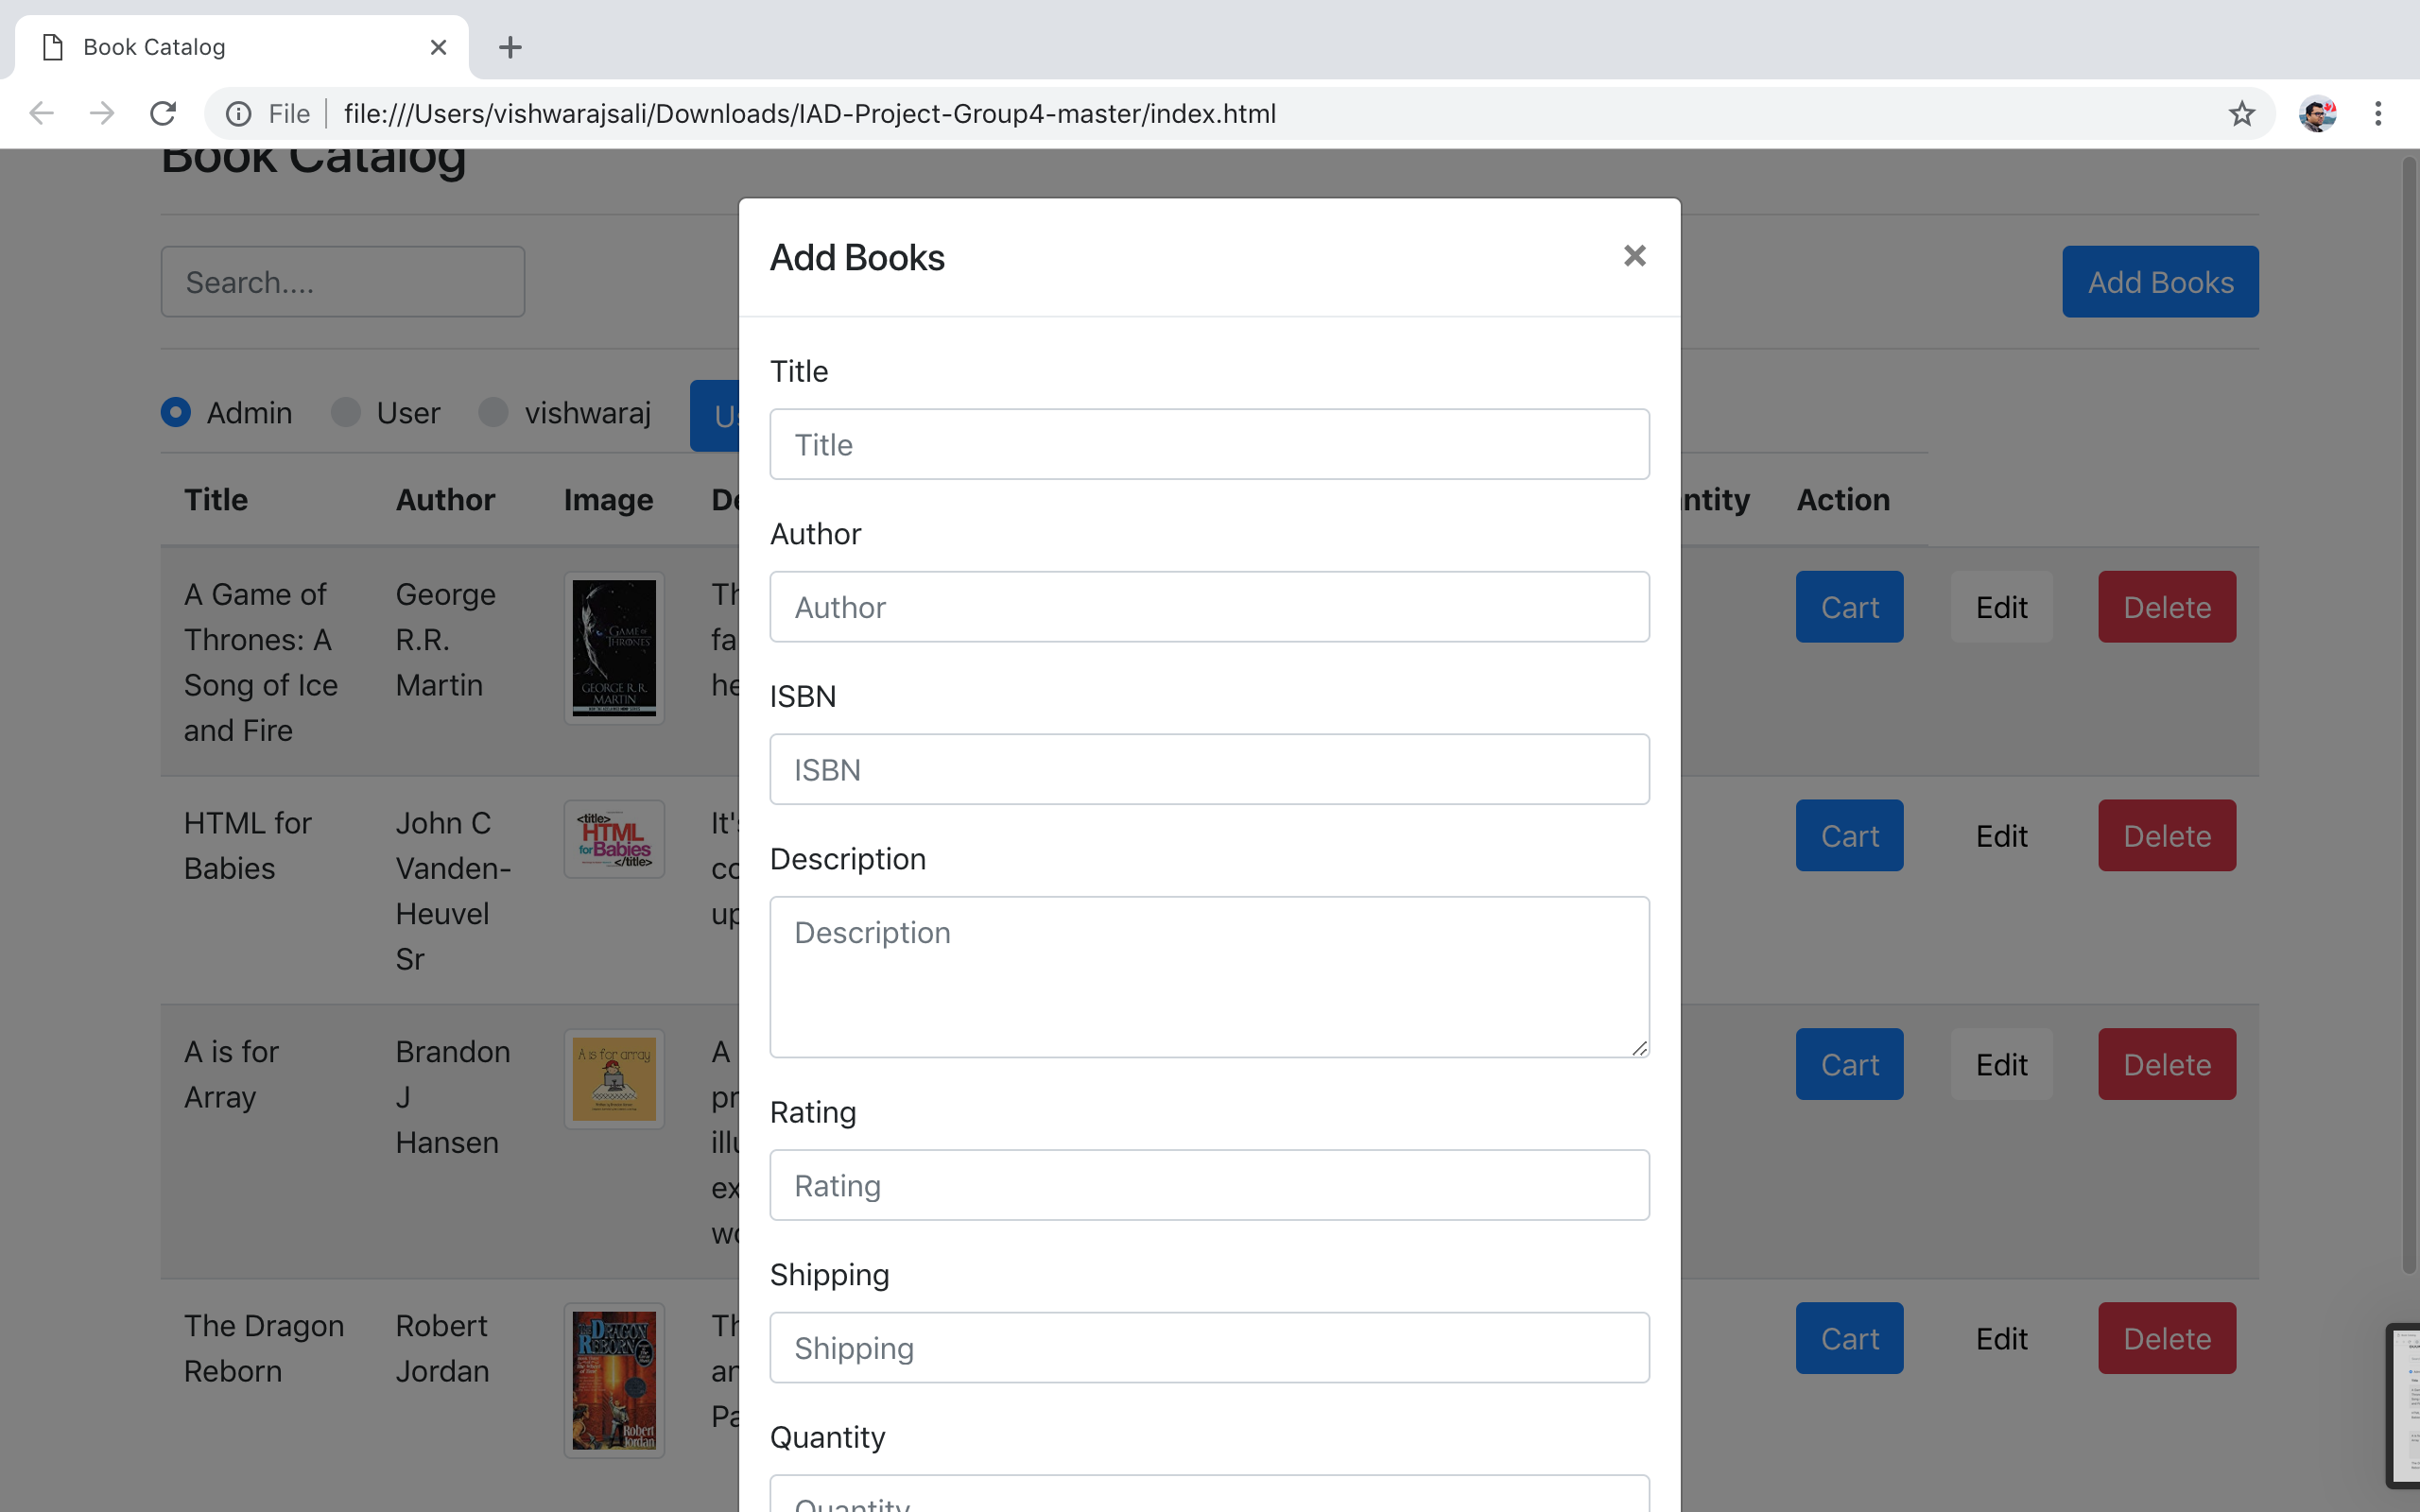 Book Catalog
File
file:///Users/vishwarajsali/Downloads/IAD-Project-Group4-master/index.html
Book Catalog
Add Books
Search....
Add Books
Title
Title
Admin
User
vishwaraj
Us
Title Author Image De
ntity Action
Author
Author
A Game of
Thrones: A
Song of Ice
and Fire
George
R.R.
Martin
GAME OF
THRONES
GEORGE R.R.
MARTIN
Th
fa
he
Cart Edit Delete
ISBN
ISBN
HTML for
Babies
John C
Vanden-
Heuvel
Sr
<title>
HTML
for Babies
</title>
It's
co
up
Cart Edit Delete
Description
Description
A is for
Array
Brandon
J
Hansen
A is for array
A
pr
illu
ex
wo
Cart Edit Delete
Rating
Rating
Shipping
Shipping
The Dragon
Reborn
Robert
Jordan
THE DRAGON
REBORN
Robert
Jordan
Th
an
Pa
Cart Edit Delete
Quantity
Quantity